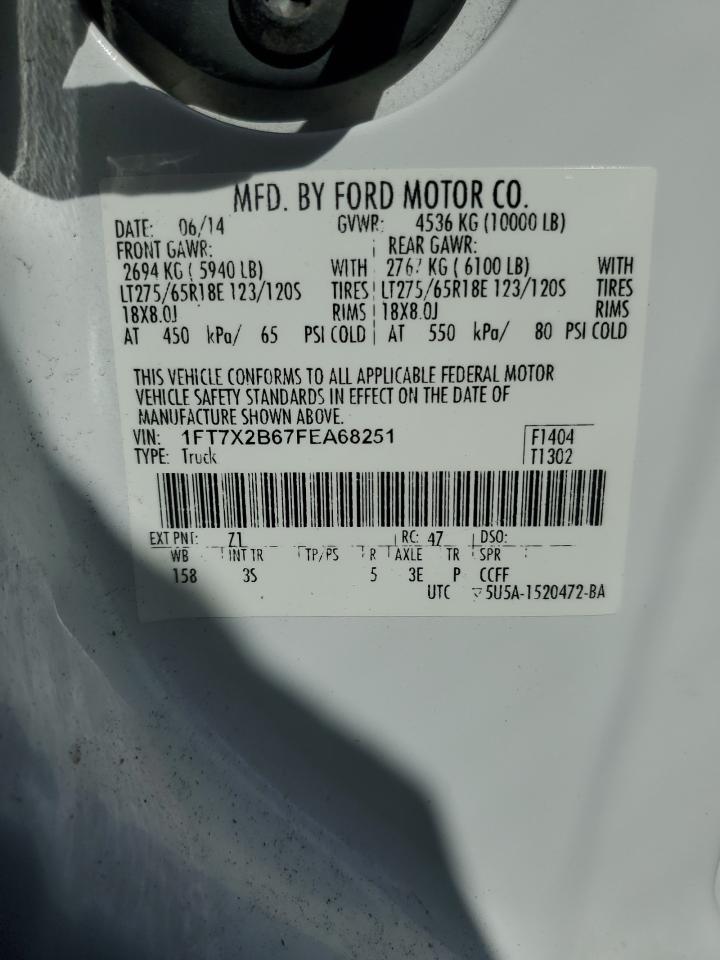 MFD. BY FORD MOTOR CO.
DATE: 06/14 GVWR: 4536 KG (10000 LB)
FRONT GAWR: REAR GAWR:
2694 KG ( 5940 LB) WITH 2767 KG ( 6100 LB) WITH
LT275/65R18E 123/120S TIRES LT275/65R18E 123/120S TIRES
18X8.0J RIMS 18X8.0J RIMS
AT 450 kPa/ 65 PSI COLD AT 550 kPa/ 80 PSI COLD
THIS VEHICLE CONFORMS TO ALL APPLICABLE FEDERAL MOTOR
VEHICLE SAFETY STANDARDS IN EFFECT ON THE DATE OF
MANUFACTURE SHOWN ABOVE.
VIN: 1FT7X2B67FEA68251 F1404
TYPE: Truck T1302
EXT PNT: Z1 RC: 47 DSO:
WB INT TR TP/PS R AXLE TR SPR
158 3S 5 3E P CCFF
UTC ▽5U5A-1520472-BA